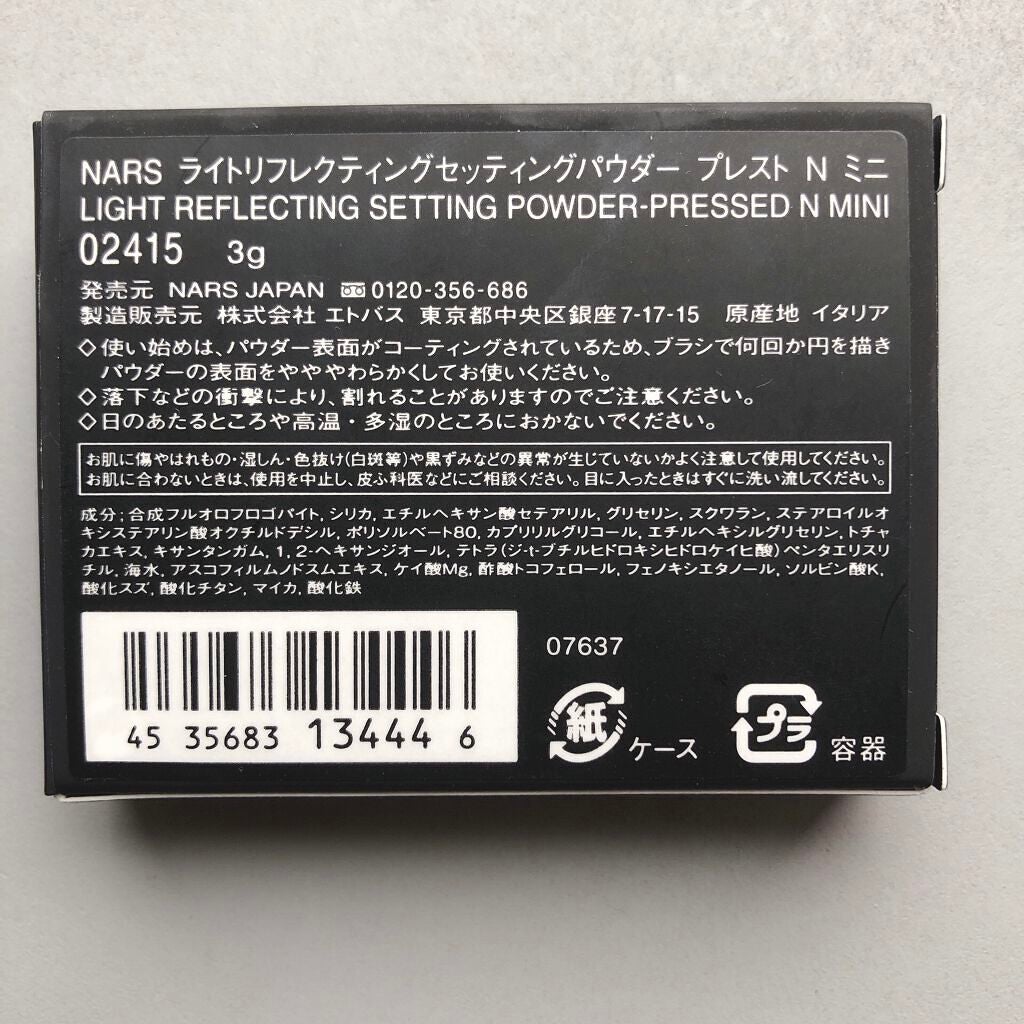 NARS ライトリフレクティングセッティングパウダー プレスト N ミニ
LIGHT REFLECTING SETTING POWDER-PRESSED N MINI
02415 3g
発売元 NARS JAPAN 0120-356-686
製造販売元 株式会社 エトバス 東京都中央区銀座7-17-15 原産地 イタリア
◇使い始めは、パウダー表面がコーティングされているため、ブラシで何回か円を描き
パウダーの表面をやややわらかくしてお使いください。
◇落下などの衝撃により、割れることがありますのでご注意ください。
◇日のあたるところや高温・多湿のところにおかないでください。
お肌に傷やはれもの・湿しん・色抜け(白斑等)や黒ずみなどの異常が生じていないかよく注意して使用してください。
お肌に合わないときは、使用を中止し、皮ふ科医などにご相談ください。目に入ったときはすぐに洗い流してください。
成分:合成フルオロフロゴパイト, シリカ, エチルヘキサン酸セテアリル, グリセリン, スクワラン, ステアロイルオ
キシステアリン酸オクチルドデシル, ポリソルベート80, カプリリルグリコール, エチルヘキシルグリセリン, トチャ
カエキス, キサンタンガム, 1, 2-ヘキサンジオール, テトラ(ジ-t-ブチルヒドロキシヒドロケイヒ酸)ペンタエリスリ
チル, 海水, アスコフィルムノドスムエキス, ケイ酸Mg, 酢酸トコフェロール, フェノキシエタノール, ソルビン酸K,
酸化スズ, 酸化チタン, マイカ, 酸化鉄
07637
45 35683 13444 6
紙 ケース
プラ 容器